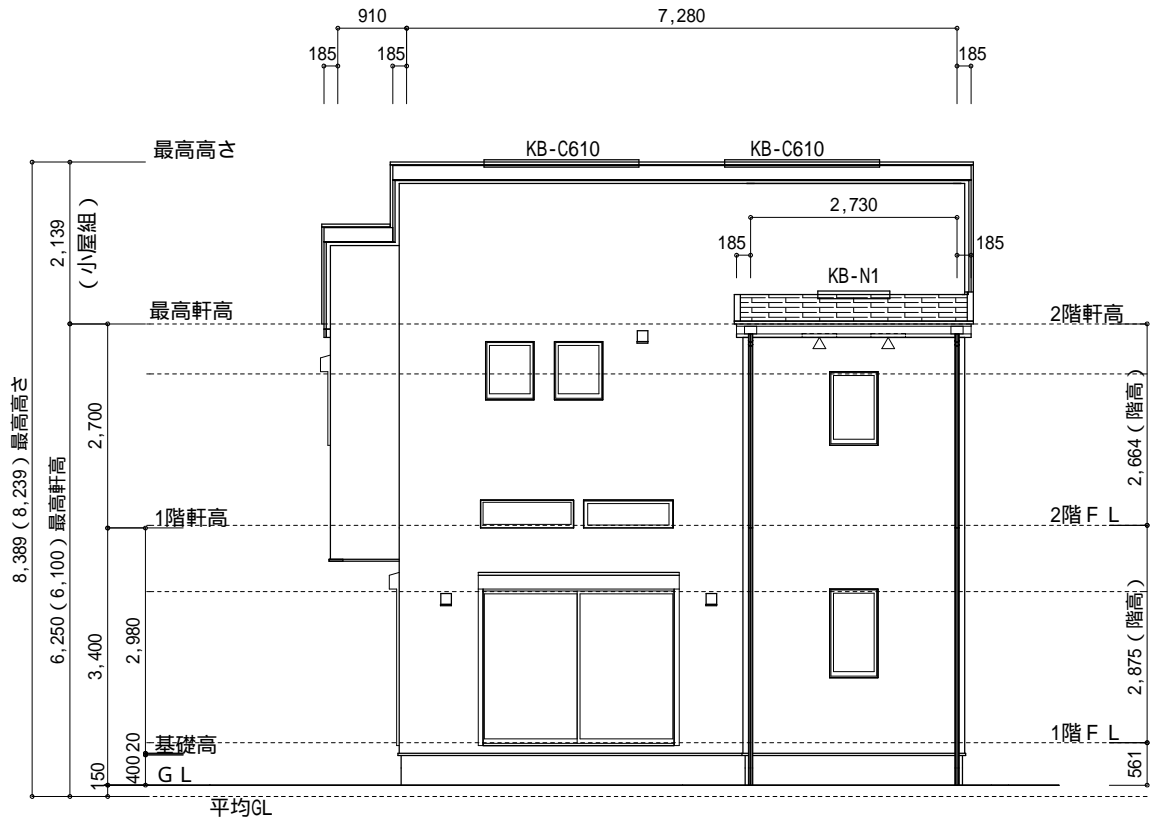 910
7,280
185
185
185
最高高さ
KB-C610
KB-C610
2,139
(小屋組)
2,730
185
185
KB-N1
最高軒高
2階軒高
8,389(8,239)最高高さ
6,250(6,100)最高軒高
2,700
2,664(階高)
1階軒高
2階FL
3,400
2,980
2,875(階高)
基礎高
1階FL
20
400
150
GL
561
平均GL